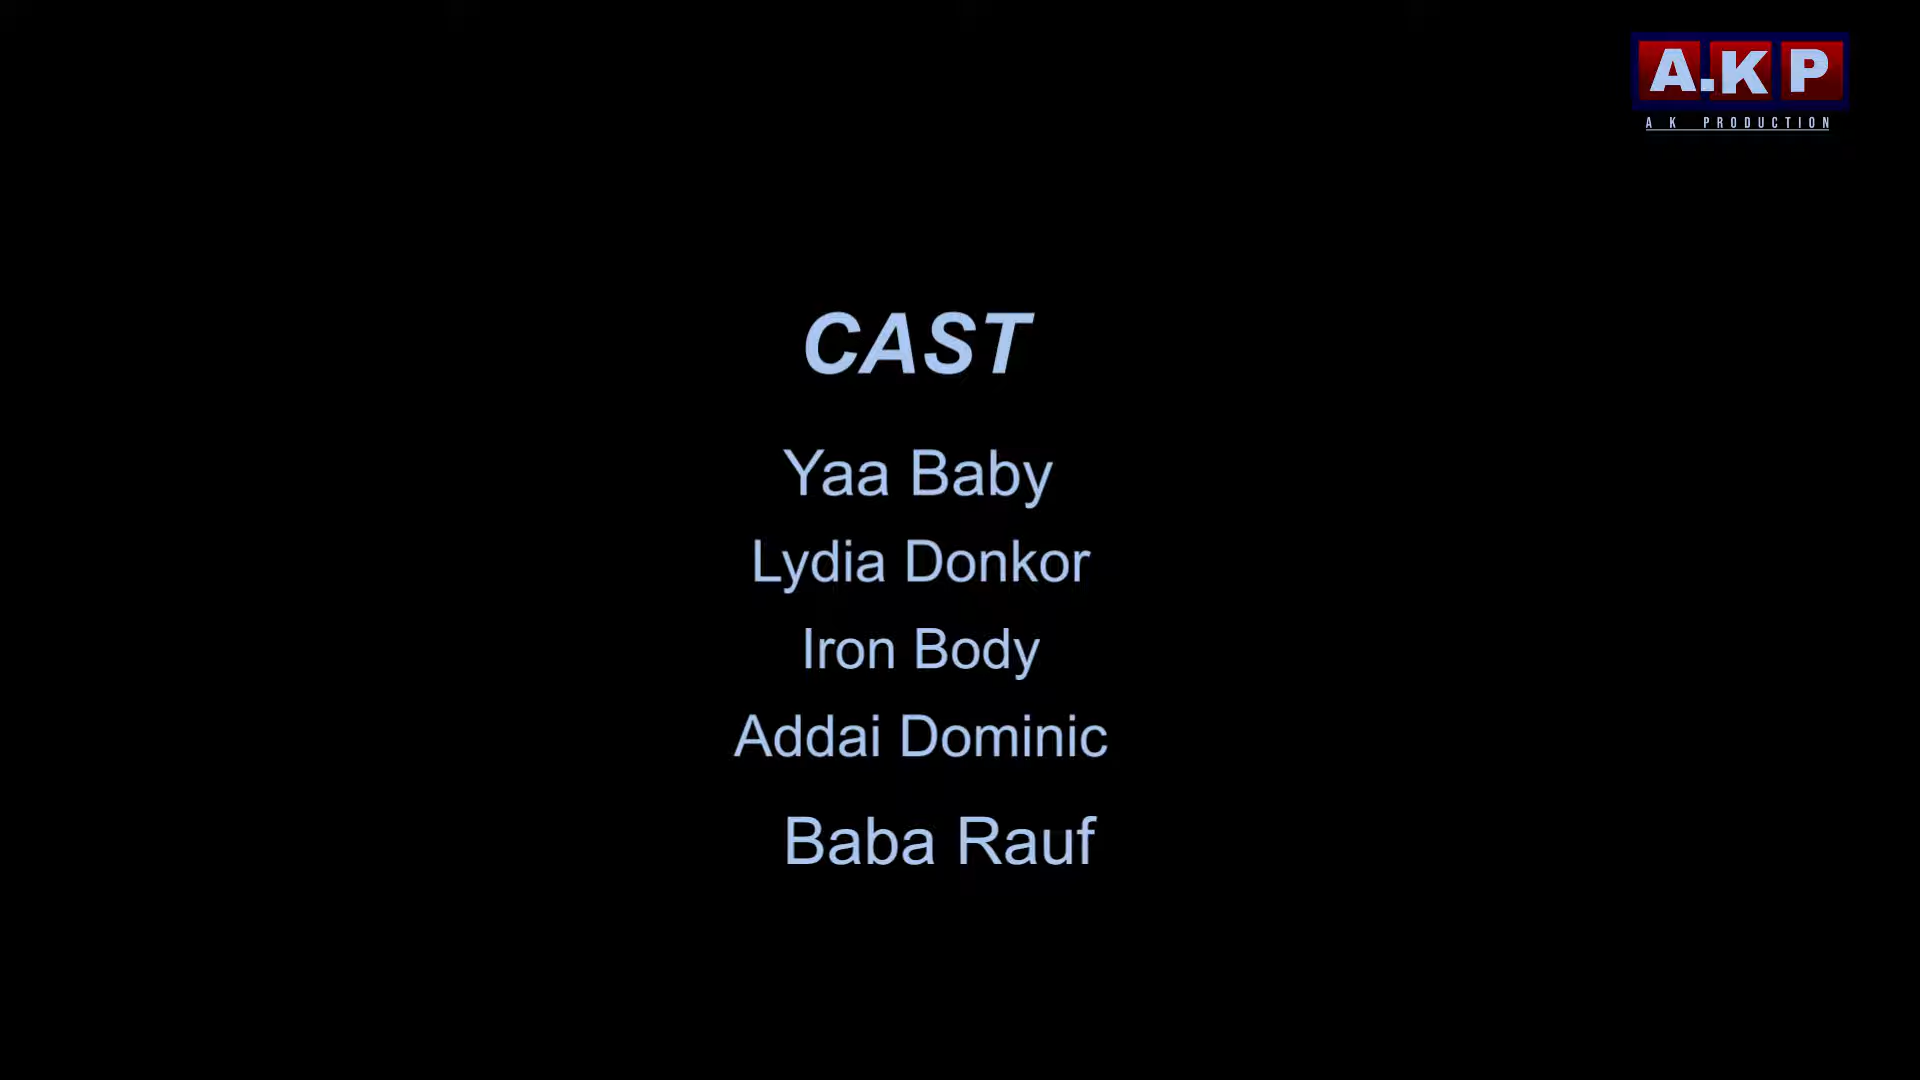 A.KP
A K PRODUCTION
CAST
Yaa Baby
Lydia Donkor
Iron Body
Addai Dominic
Baba Rauf